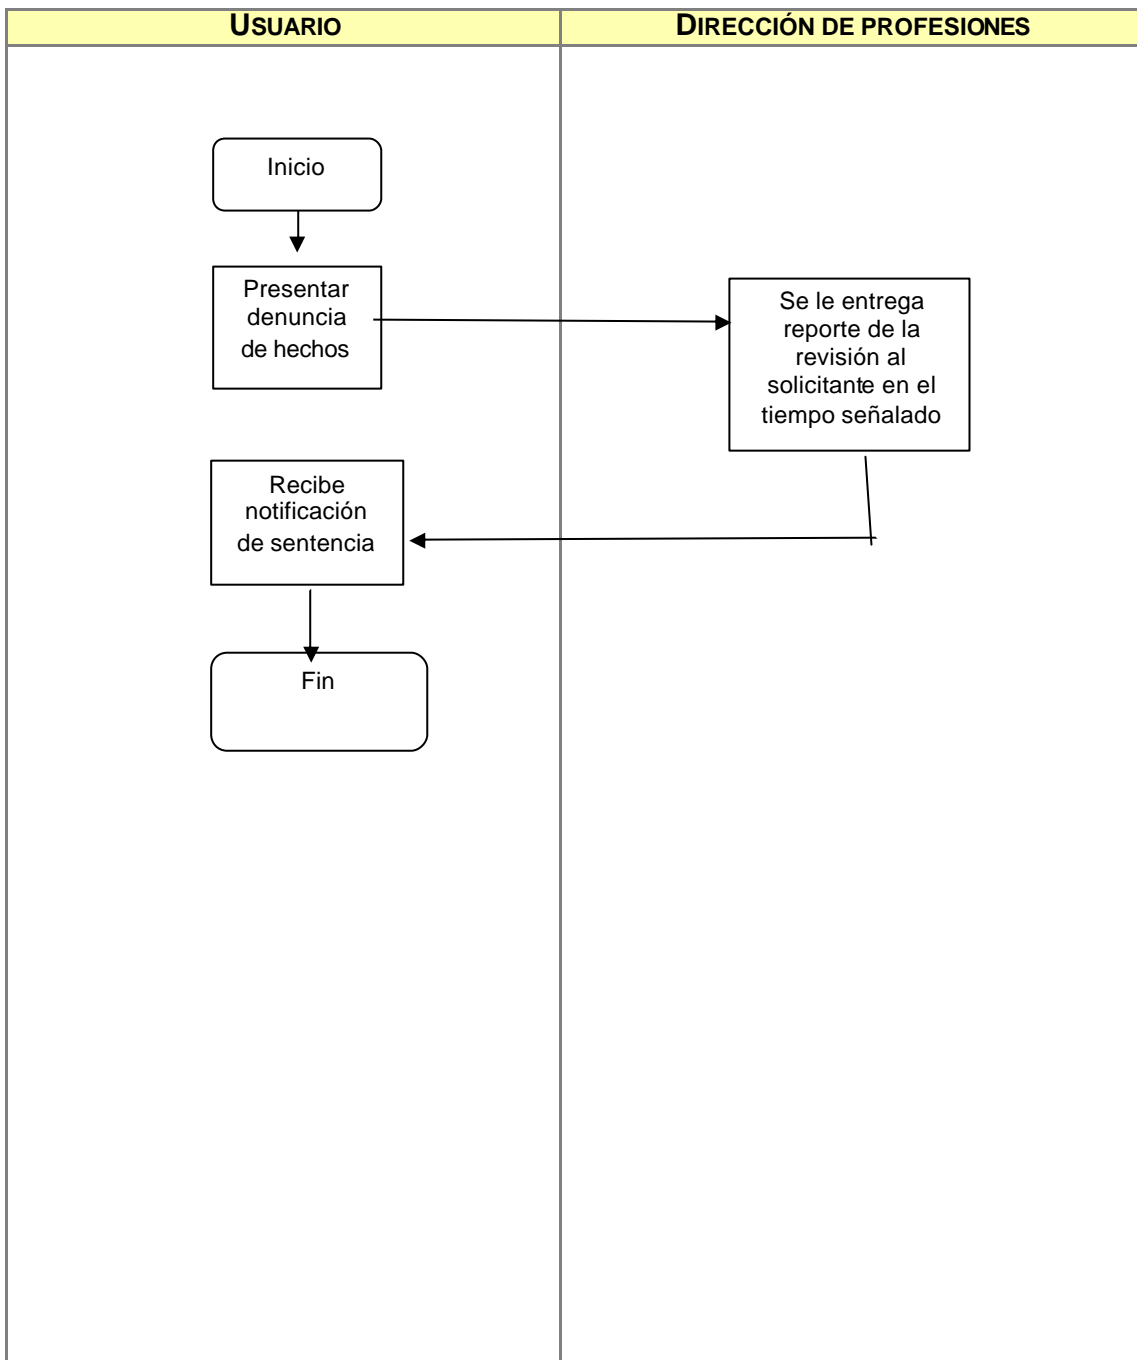 USUARIO
DIRECCIÓN DE PROFESIONES
Inicio
Presentar
denuncia
de hechos
Se le entrega
reporte de la
revisión al
solicitante en el
tiempo señalado
Recibe
notificación
de sentencia
Fin